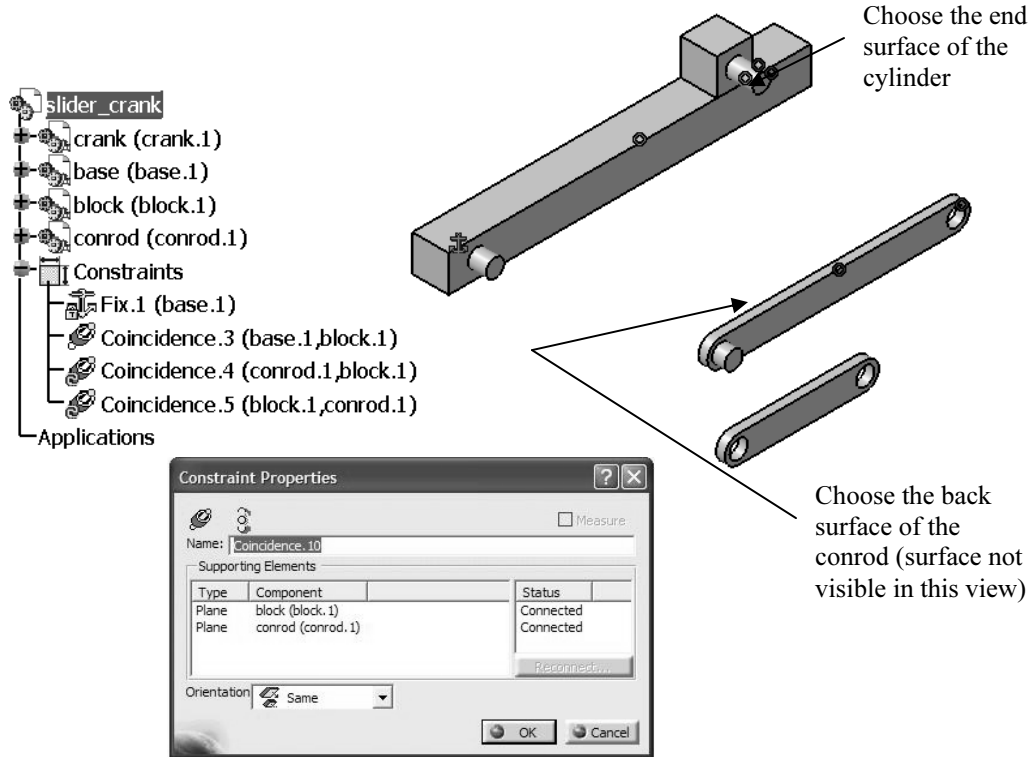 Choose the end
surface of the
cylinder
slider_crank
crank (crank.1)
base (base.1)
block (block.1)
conrod (conrod.1)
Constraints
Fix.1 (base.1)
Coincidence.3 (base.1,block.1)
Coincidence.4 (conrod.1,block.1)
Coincidence.5 (block.1,conrod.1)
Applications
Choose the back
surface of the
conrod (surface not
visible in this view)
Constraint Properties
Measure
Name: Coincidence.10
Supporting Elements
Type Component Status
Plane block (block.1) Connected
Plane conrod (conrod.1) Connected
Reconnect...
Orientation Same
OK Cancel